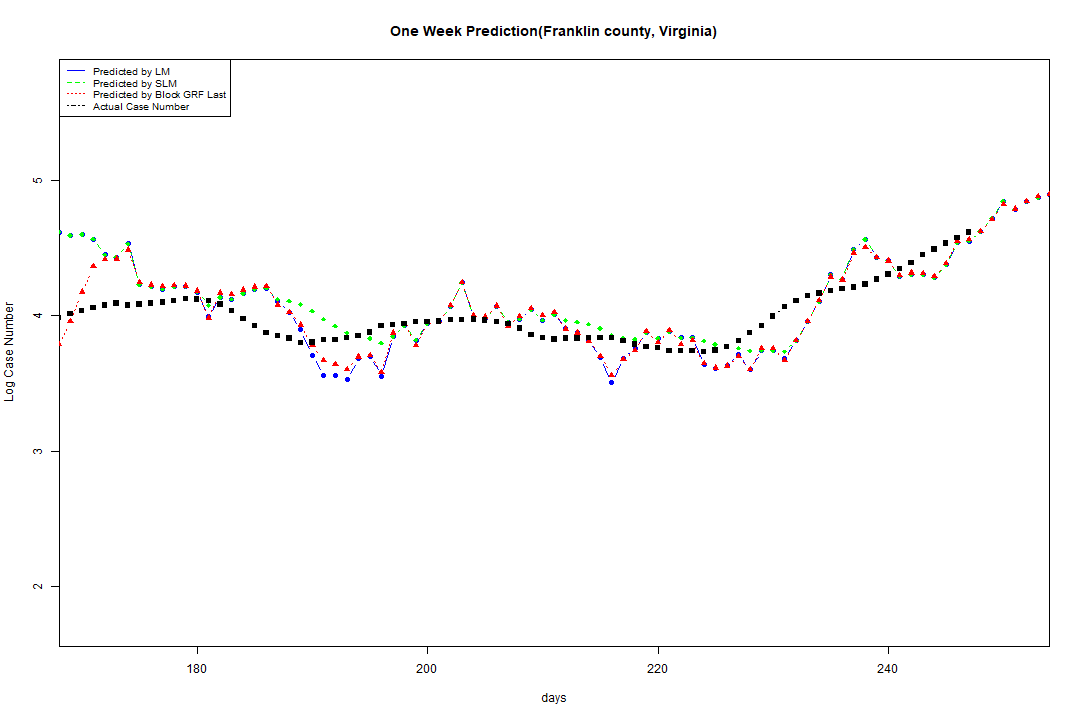 One Week Prediction(Franklin county, Virginia)
Predicted by LM
Predicted by SLM
Predicted by Block GRF Last
Actual Case Number
5
4
3
2
Log Case Number
180
200
220
240
days